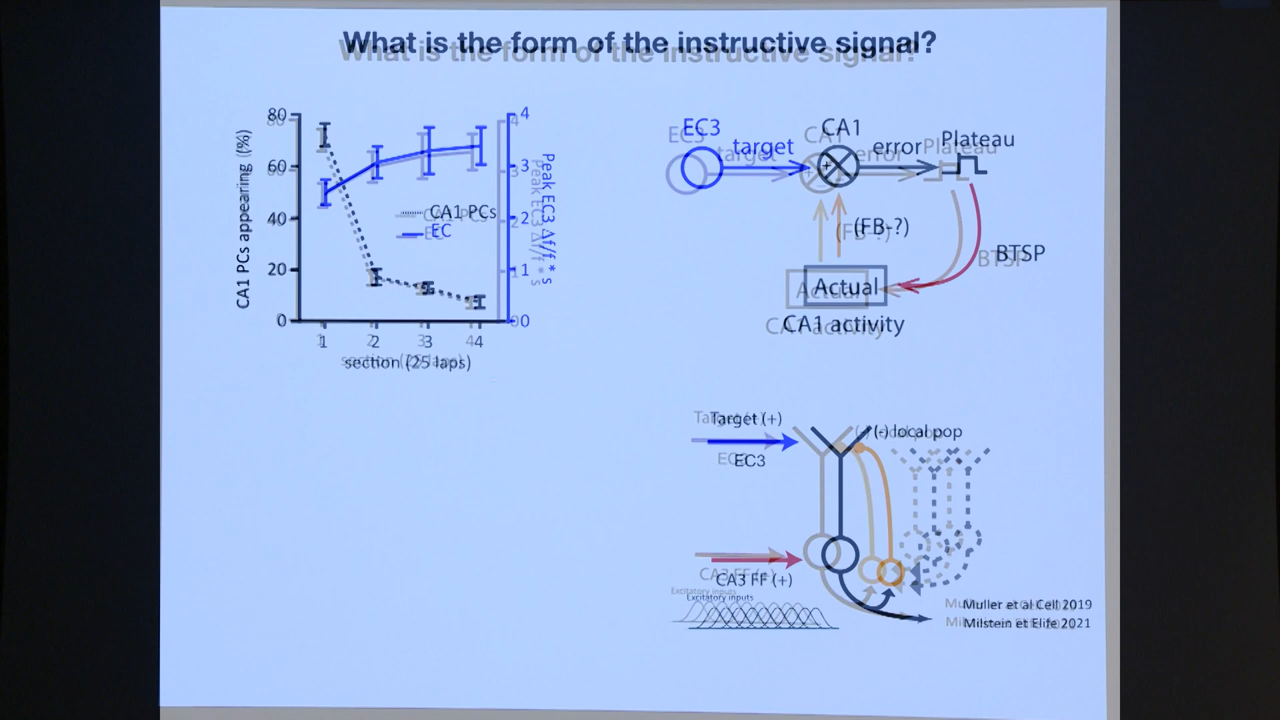 What is the form of the instructive signal?
80
60
40
20
0
CA1 PCs appearing (%)
1
2
3
4
section (25 laps)
4
3
2
1
0
Peak EC3 Δf/f * s
CA1 PCs
EC
EC3
target
CA1
error
Plateau
+
-
(FB-?)
BTSP
Actual
CA1 activity
Target (+)
EC3
(-) local pop
CA3 FF (+)
Excitatory inputs
Muller et al Cell 2019
Milstein et Elife 2021